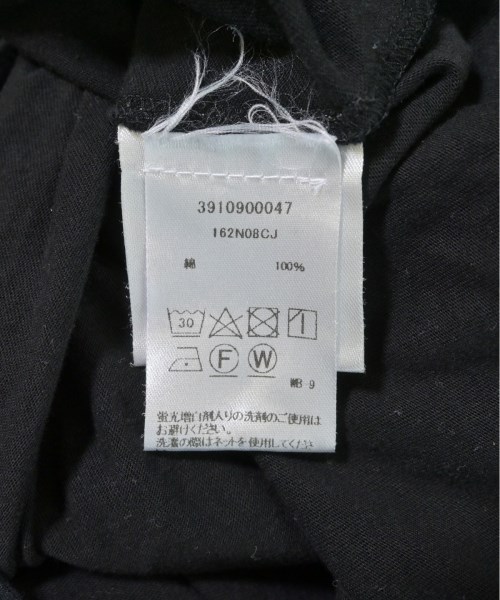 3910900047
162N08CJ
綿 100%
30
F W
WB-9
蛍光増白剤入りの洗剤のご使用は
お避けください。
洗濯の際はネットを使用してくださ